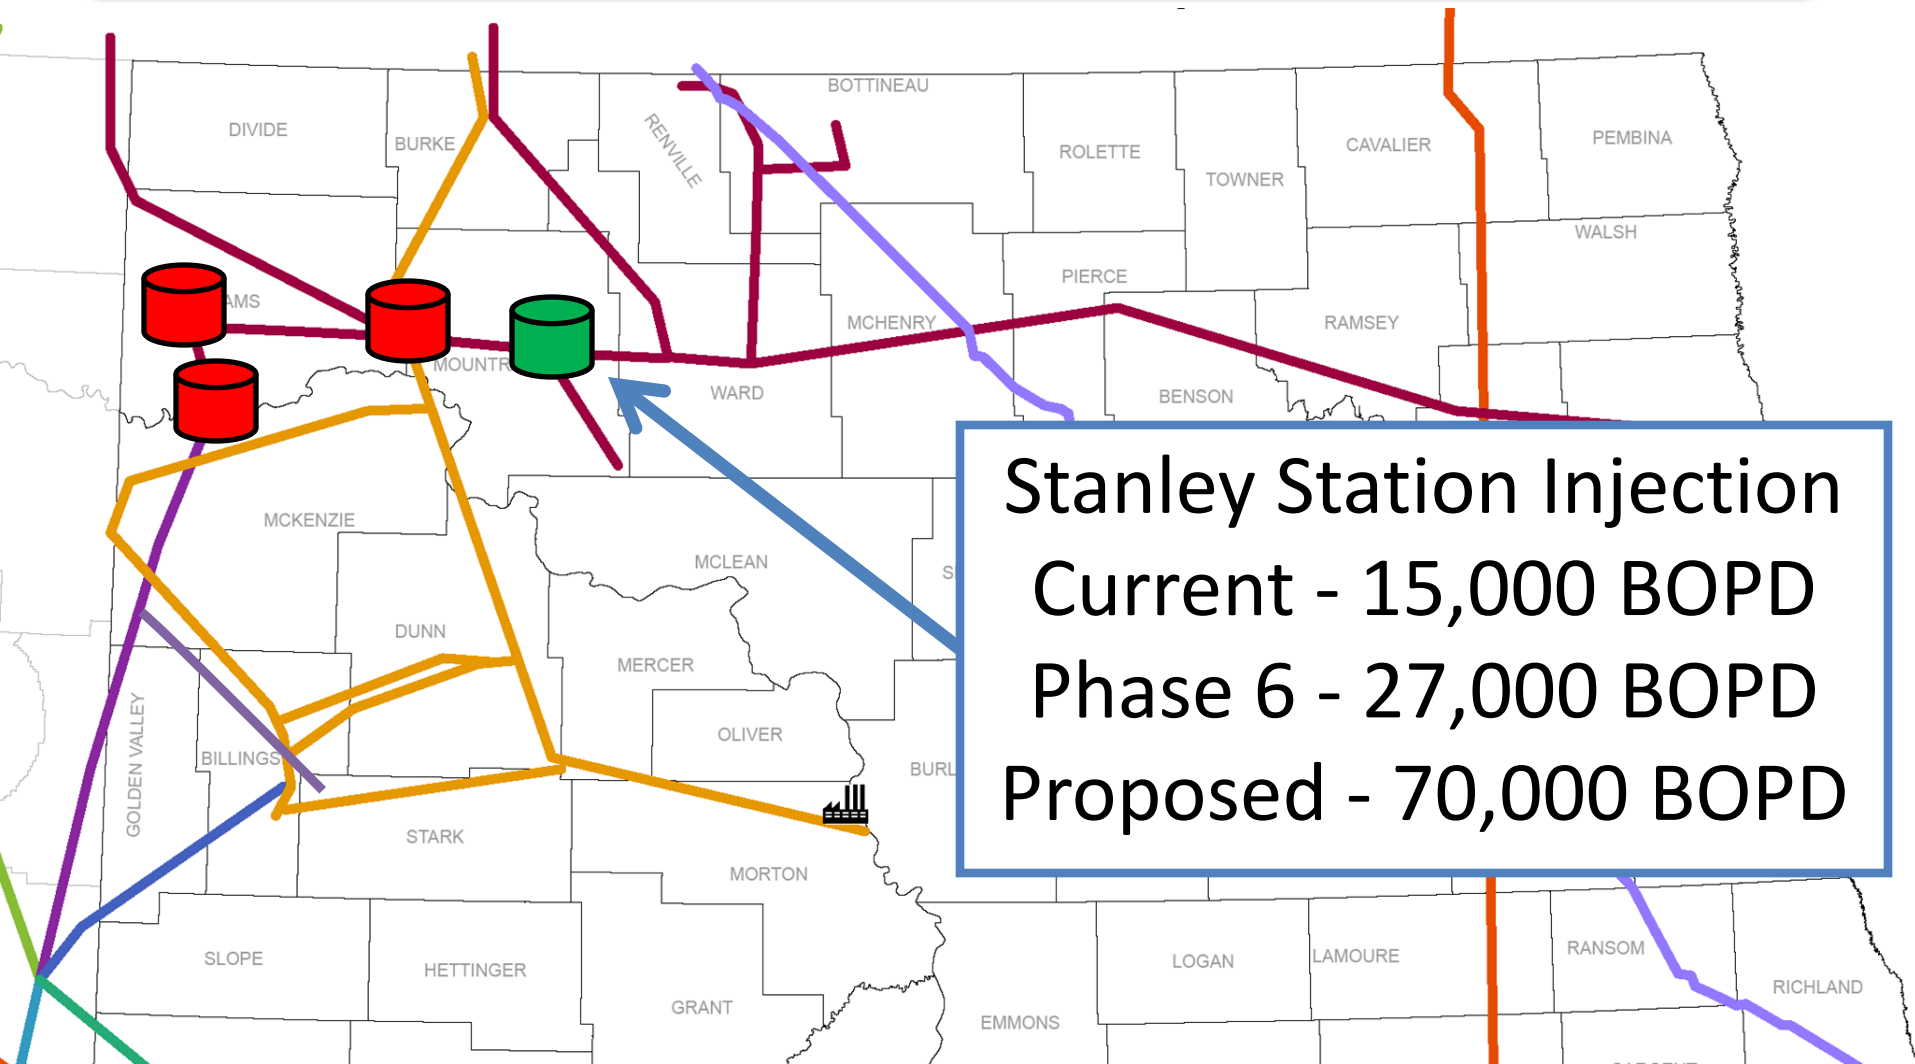 BOTTINEAU
DIVIDE
BURKE
RENVILLE
ROLETTE
CAVALIER
PEMBINA
TOWNER
WALSH
PIERCE
AMS
MCHENRY
RAMSEY
MOUNTR
WARD
BENSON
Stanley Station Injection
Current - 15,000 BOPD
Phase 6 - 27,000 BOPD
Proposed - 70,000 BOPD
MCKENZIE
MCLEAN
S
DUNN
MERCER
GOLDEN VALLEY
BILLINGS
OLIVER
BURL
STARK
MORTON
SLOPE
HETTINGER
LOGAN
LAMOURE
RANSOM
RICHLAND
GRANT
EMMONS